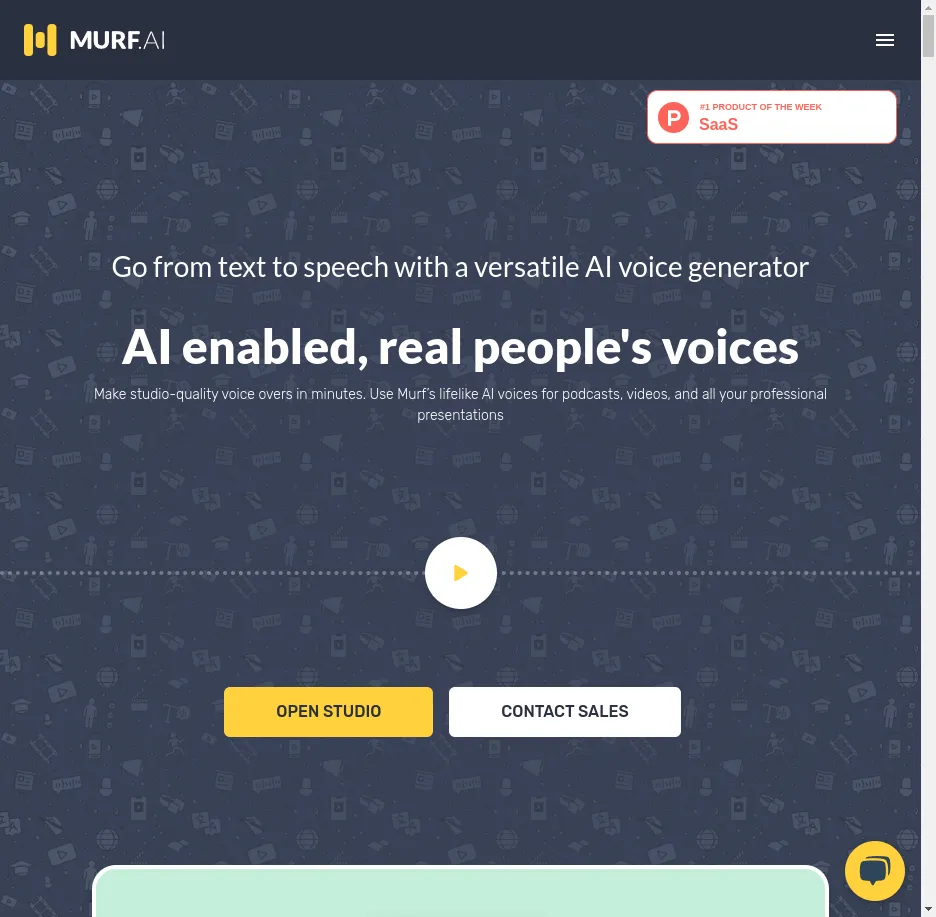 MURF.AI
#1 PRODUCT OF THE WEEK
P
SaaS
Go from text to speech with a versatile AI voice generator
AI enabled, real people's voices
Make studio-quality voice overs in minutes. Use Murf’s lifelike AI voices for podcasts, videos, and all your professional
presentations
OPEN STUDIO
CONTACT SALES